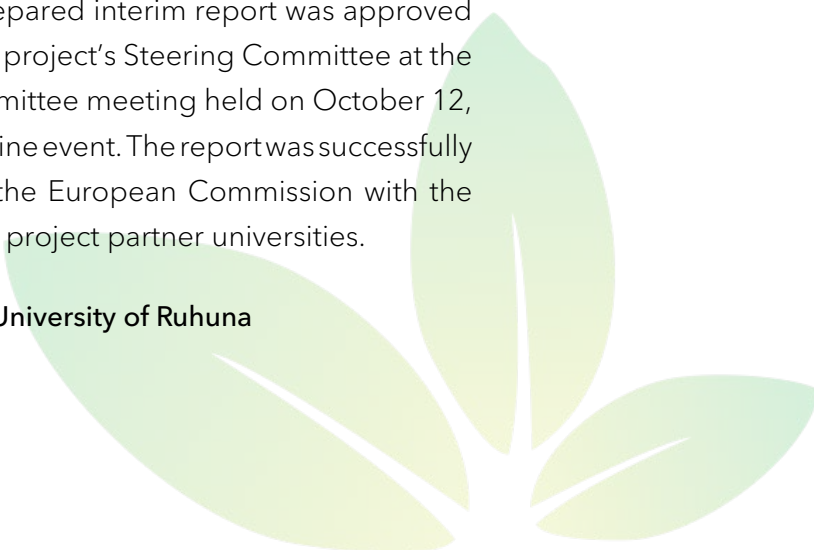 epared interim report was approved
project’s Steering Committee at the
mittee meeting held on October 12,
ine event. The report was successfully
the European Commission with the
project partner universities.
University of Ruhuna